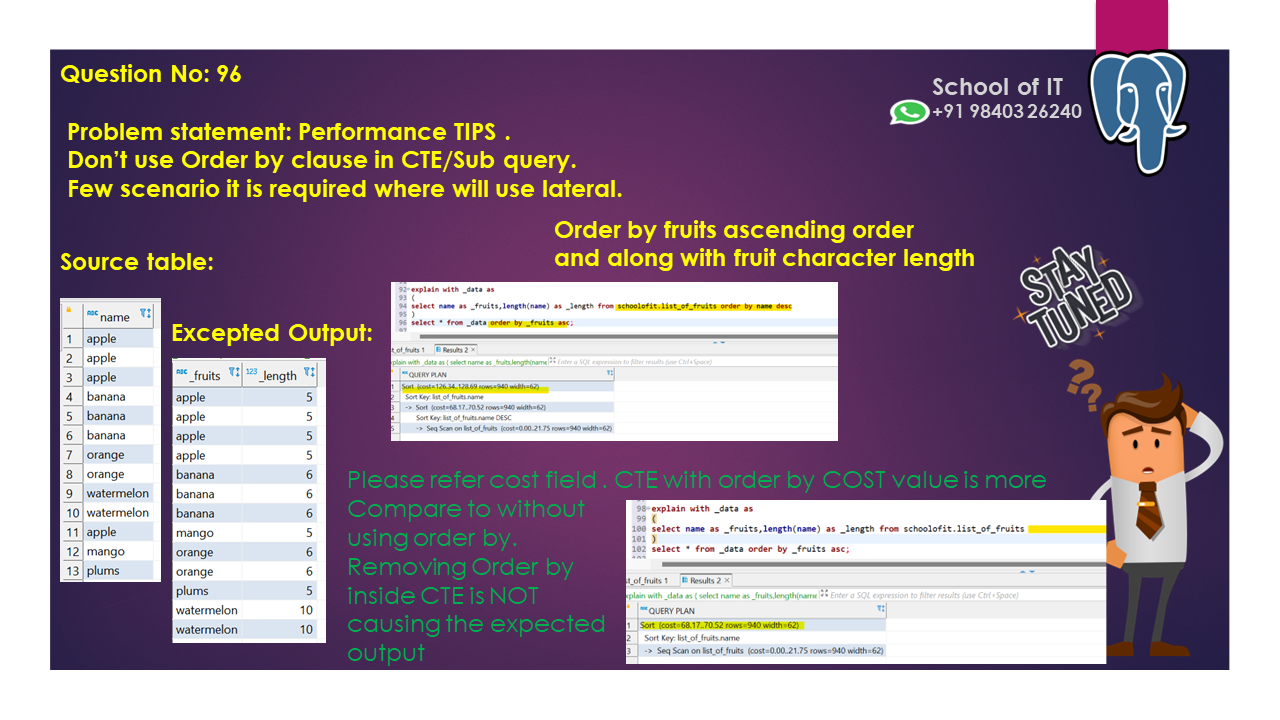 Question No: 96
School of IT
+91 98403 26240
Problem statement: Performance TIPS .
Don't use Order by clause in CTE/Sub query.
Few scenario it is required where will use lateral.
Order by fruits ascending order
and along with fruit character length
Source table:
ABC name
1 apple
2 apple
3 apple
4 banana
5 banana
6 banana
7 orange
8 orange
9 watermelon
10 watermelon
11 apple
12 mango
13 plums
Excepted Output:
ABC _fruits 123 _length
apple 5
apple 5
apple 5
apple 5
banana 6
banana 6
banana 6
mango 5
orange 6
orange 6
plums 5
watermelon 10
watermelon 10
92 explain with _data as
93 (
94 select name as _fruits,length(name) as _length from schoolofit.list_of_fruits order by name desc
95 )
96 select * from _data order by _fruits asc;
97
t_of_fruits 1 Results 2
plain with _data as ( select name as _fruits,length(name Enter a SQL expression to filter results (use Ctrl+Space)
ABC QUERY PLAN
1 Sort (cost=126.34..128.69 rows=940 width=62)
2 Sort Key: list_of_fruits.name
3 -> Sort (cost=68.17..70.52 rows=940 width=62)
4 Sort Key: list_of_fruits.name DESC
5 -> Seq Scan on list_of_fruits (cost=0.00..21.75 rows=940 width=62)
STAY
TUNED
??
Please refer cost field . CTE with order by COST value is more
Compare to without
using order by.
Removing Order by
inside CTE is NOT
causing the expected
output
98 explain with _data as
99 (
100 select name as _fruits,length(name) as _length from schoolofit.list_of_fruits
101 )
102 select * from _data order by _fruits asc;
st_of_fruits 1 Results 2
xplain with _data as ( select name as _fruits,length(name Enter a SQL expression to filter results (use Ctrl+Space)
ABC QUERY PLAN
1 Sort (cost=68.17..70.52 rows=940 width=62)
2 Sort Key: list_of_fruits.name
3 -> Seq Scan on list_of_fruits (cost=0.00..21.75 rows=940 width=62)